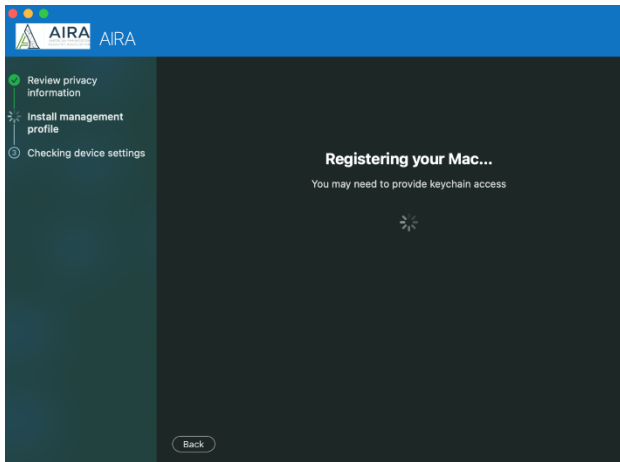 AIRA
AIRA
Review privacy
information
Install management
profile
3
Checking device settings
Registering your Mac...
You may need to provide keychain access
Back